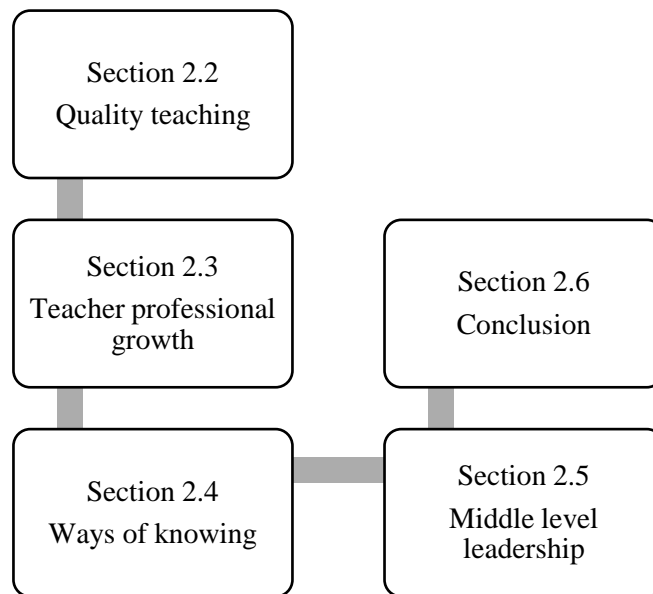 Section 2.2
Quality teaching
Section 2.3
Teacher professional
growth
Section 2.4
Ways of knowing
Section 2.5
Middle level
leadership
Section 2.6
Conclusion